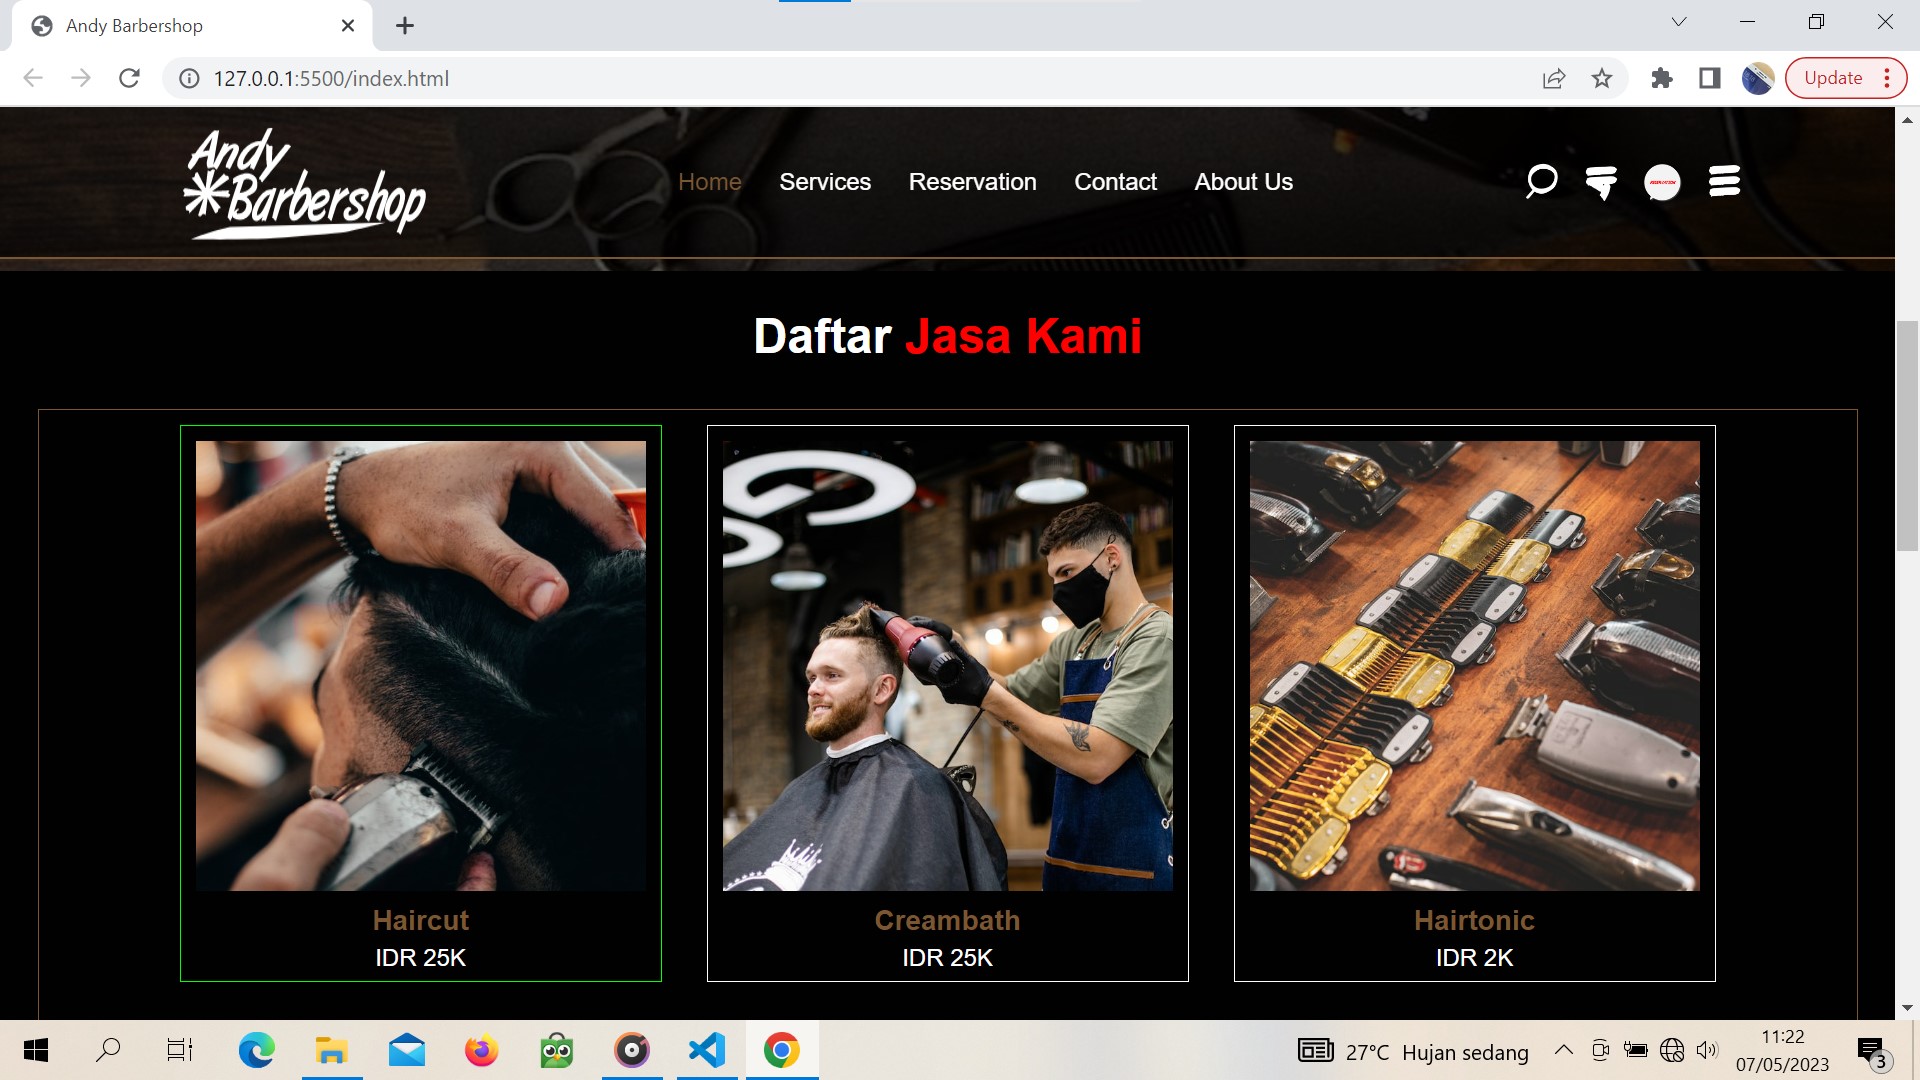 Andy Barbershop
127.0.0.1:5500/index.html
Update
Andy
Barbershop
Home
Services
Reservation
Contact
About Us
Daftar Jasa Kami
Haircut
IDR 25K
Creambath
IDR 25K
Hairtonic
IDR 2K
27°C Hujan sedang
11:22
07/05/2023
3